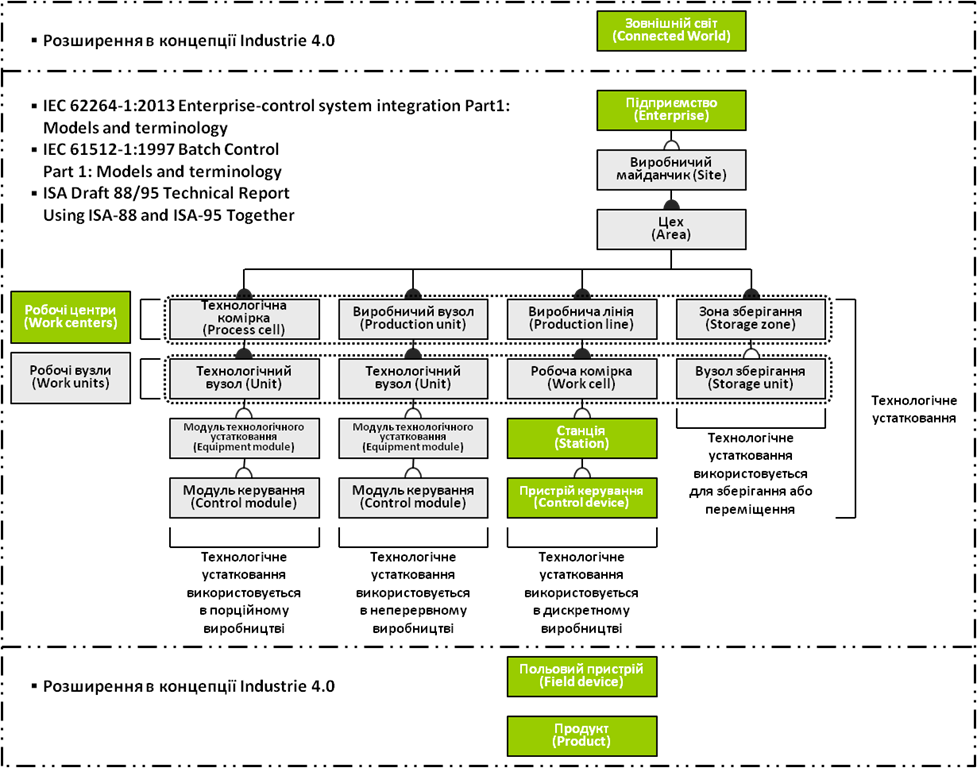 ▪ Розширення в концепції Industrie 4.0
Зовнішній світ
(Connected World)
▪ IEC 62264-1:2013 Enterprise-control system integration Part1:
Models and terminology
▪ IEC 61512-1:1997 Batch Control
Part 1: Models and terminology
▪ ISA Draft 88/95 Technical Report
Using ISA-88 and ISA-95 Together
Підприємство
(Enterprise)
Виробничий
майданчик (Site)
Цех
(Area)
Робочі центри
(Work centers)
Технологічна
комірка
(Process cell)
Виробричий вузол
(Production unit)
Виробрича лінія
(Production line)
Зона зберігання
(Storage zone)
Робочі вузли
(Work units)
Технологічний
вузол (Unit)
Технологічний
вузол (Unit)
Робоча комірка
(Work cell)
Вузол зберігання
(Storage unit)
Технологічне
устатковання
Модуль технологічного
устатковання
(Equipment module)
Модуль технологічного
устатковання
(Equipment module)
Станція
(Station)
Технологічне
устатковання
використовується
для зберігання або
переміщення
Модуль керування
(Control module)
Модуль керування
(Control module)
Пристрій керування
(Control device)
Технологічне
устатковання
використовується
в порційному
виробництві
Технологічне
устатковання
використовується
в неперервному
виробництві
Технологічне
устатковання
використовується
в дискретному
виробництві
▪ Розширення в концепції Industrie 4.0
Польовий пристрій
(Field device)
Продукт
(Product)